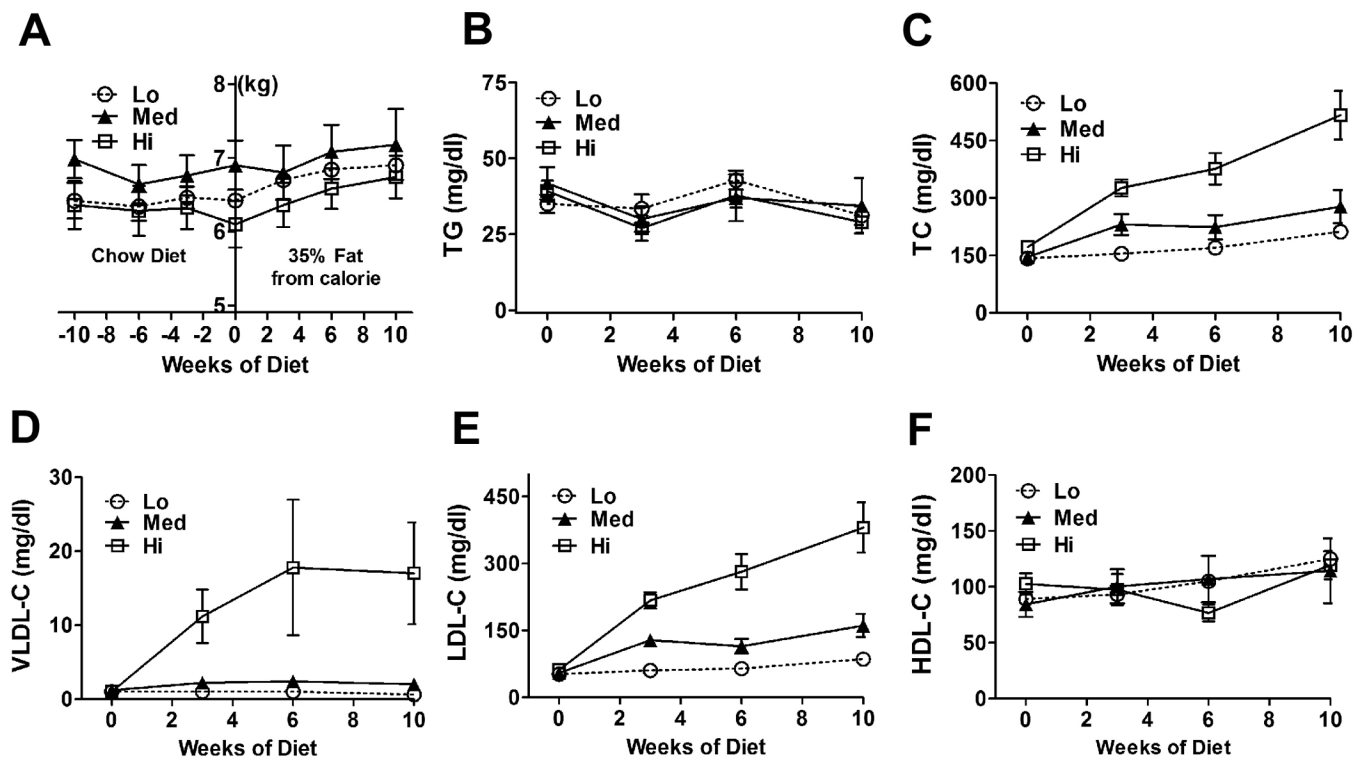 A
8 (kg)
Lo
Med
Hi
7
6
Chow Diet
35% Fat
from calorie
5
-10 -8 -6 -4 -2 0 2 4 6 8 10
Weeks of Diet
B
TG (mg/dl)
75
50
25
0
Lo
Med
Hi
0 2 4 6 8 10
Weeks of Diet
C
TC (mg/dl)
600
450
300
150
0
Lo
Med
Hi
0 2 4 6 8 10
Weeks of Diet
D
VLDL-C (mg/dl)
30
20
10
0
Lo
Med
Hi
0 2 4 6 8 10
Weeks of Diet
E
LDL-C (mg/dl)
450
300
150
0
Lo
Med
Hi
0 2 4 6 8 10
Weeks of Diet
F
HDL-C (mg/dl)
200
150
100
50
0
Lo
Med
Hi
0 2 4 6 8 10
Weeks of Diet